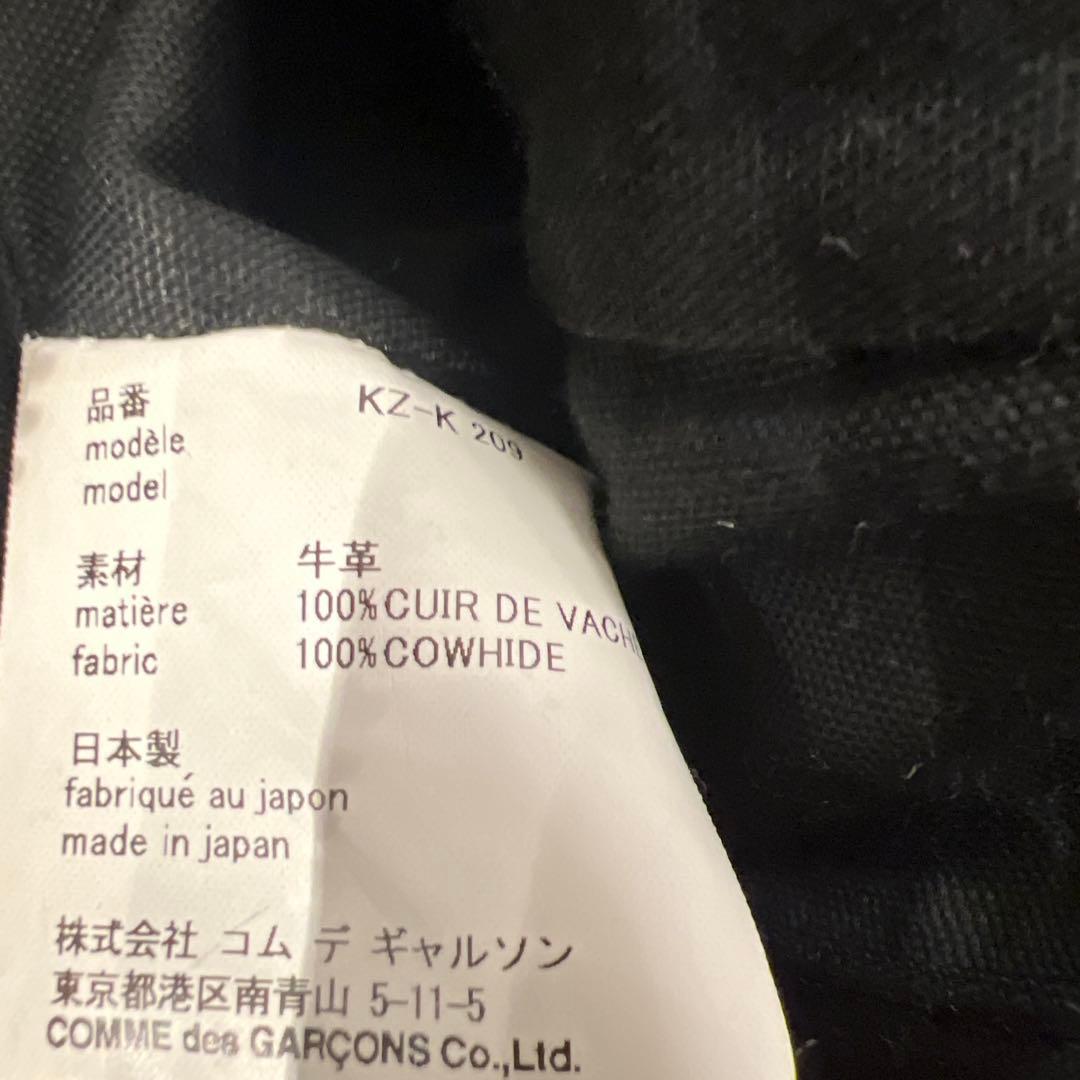 品番 KZ-K 209
modèle
model
素材 牛革
matière 100%CUIR DE VACHE
fabric 100%COWHIDE
日本製
fabriqué au japon
made in japan
株式会社 コム デ ギャルソン
東京都港区南青山 5-11-5
COMME des GARÇONS Co.,Ltd.